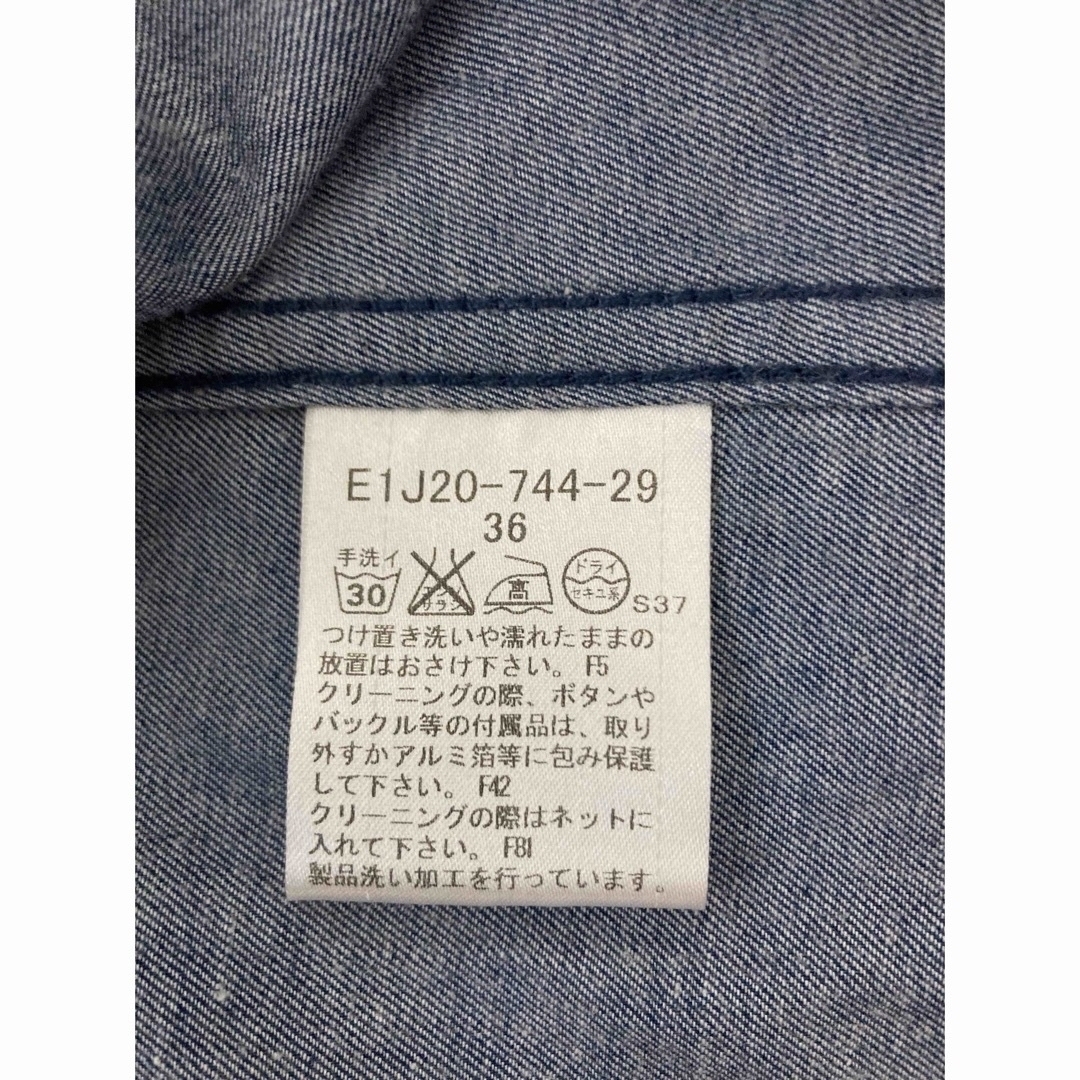 E1J20-744-29
36
手洗イ
30
サラシ
高
ドライ
セキユ系
S37
つけ置き洗いや濡れたままの
放置はおさけ下さい。F5
クリーニングの際、ボタンや
バックル等の付属品は、取り
外すかアルミ箔等に包み保護
して下さい。F42
クリーニングの際はネットに
入れて下さい。F81
製品洗い加工を行っています。